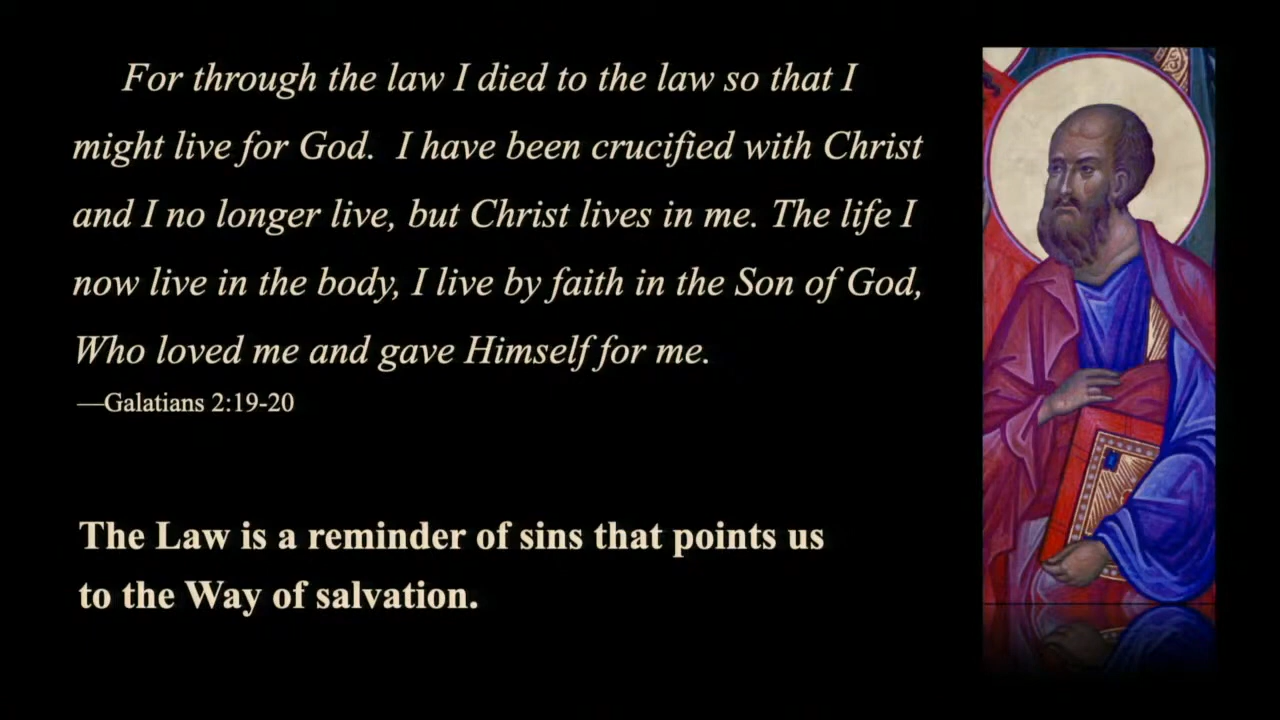 For through the law I died to the law so that I
might live for God. I have been crucified with Christ
and I no longer live, but Christ lives in me. The life I
now live in the body, I live by faith in the Son of God,
Who loved me and gave Himself for me.
—Galatians 2:19-20
The Law is a reminder of sins that points us
to the Way of salvation.